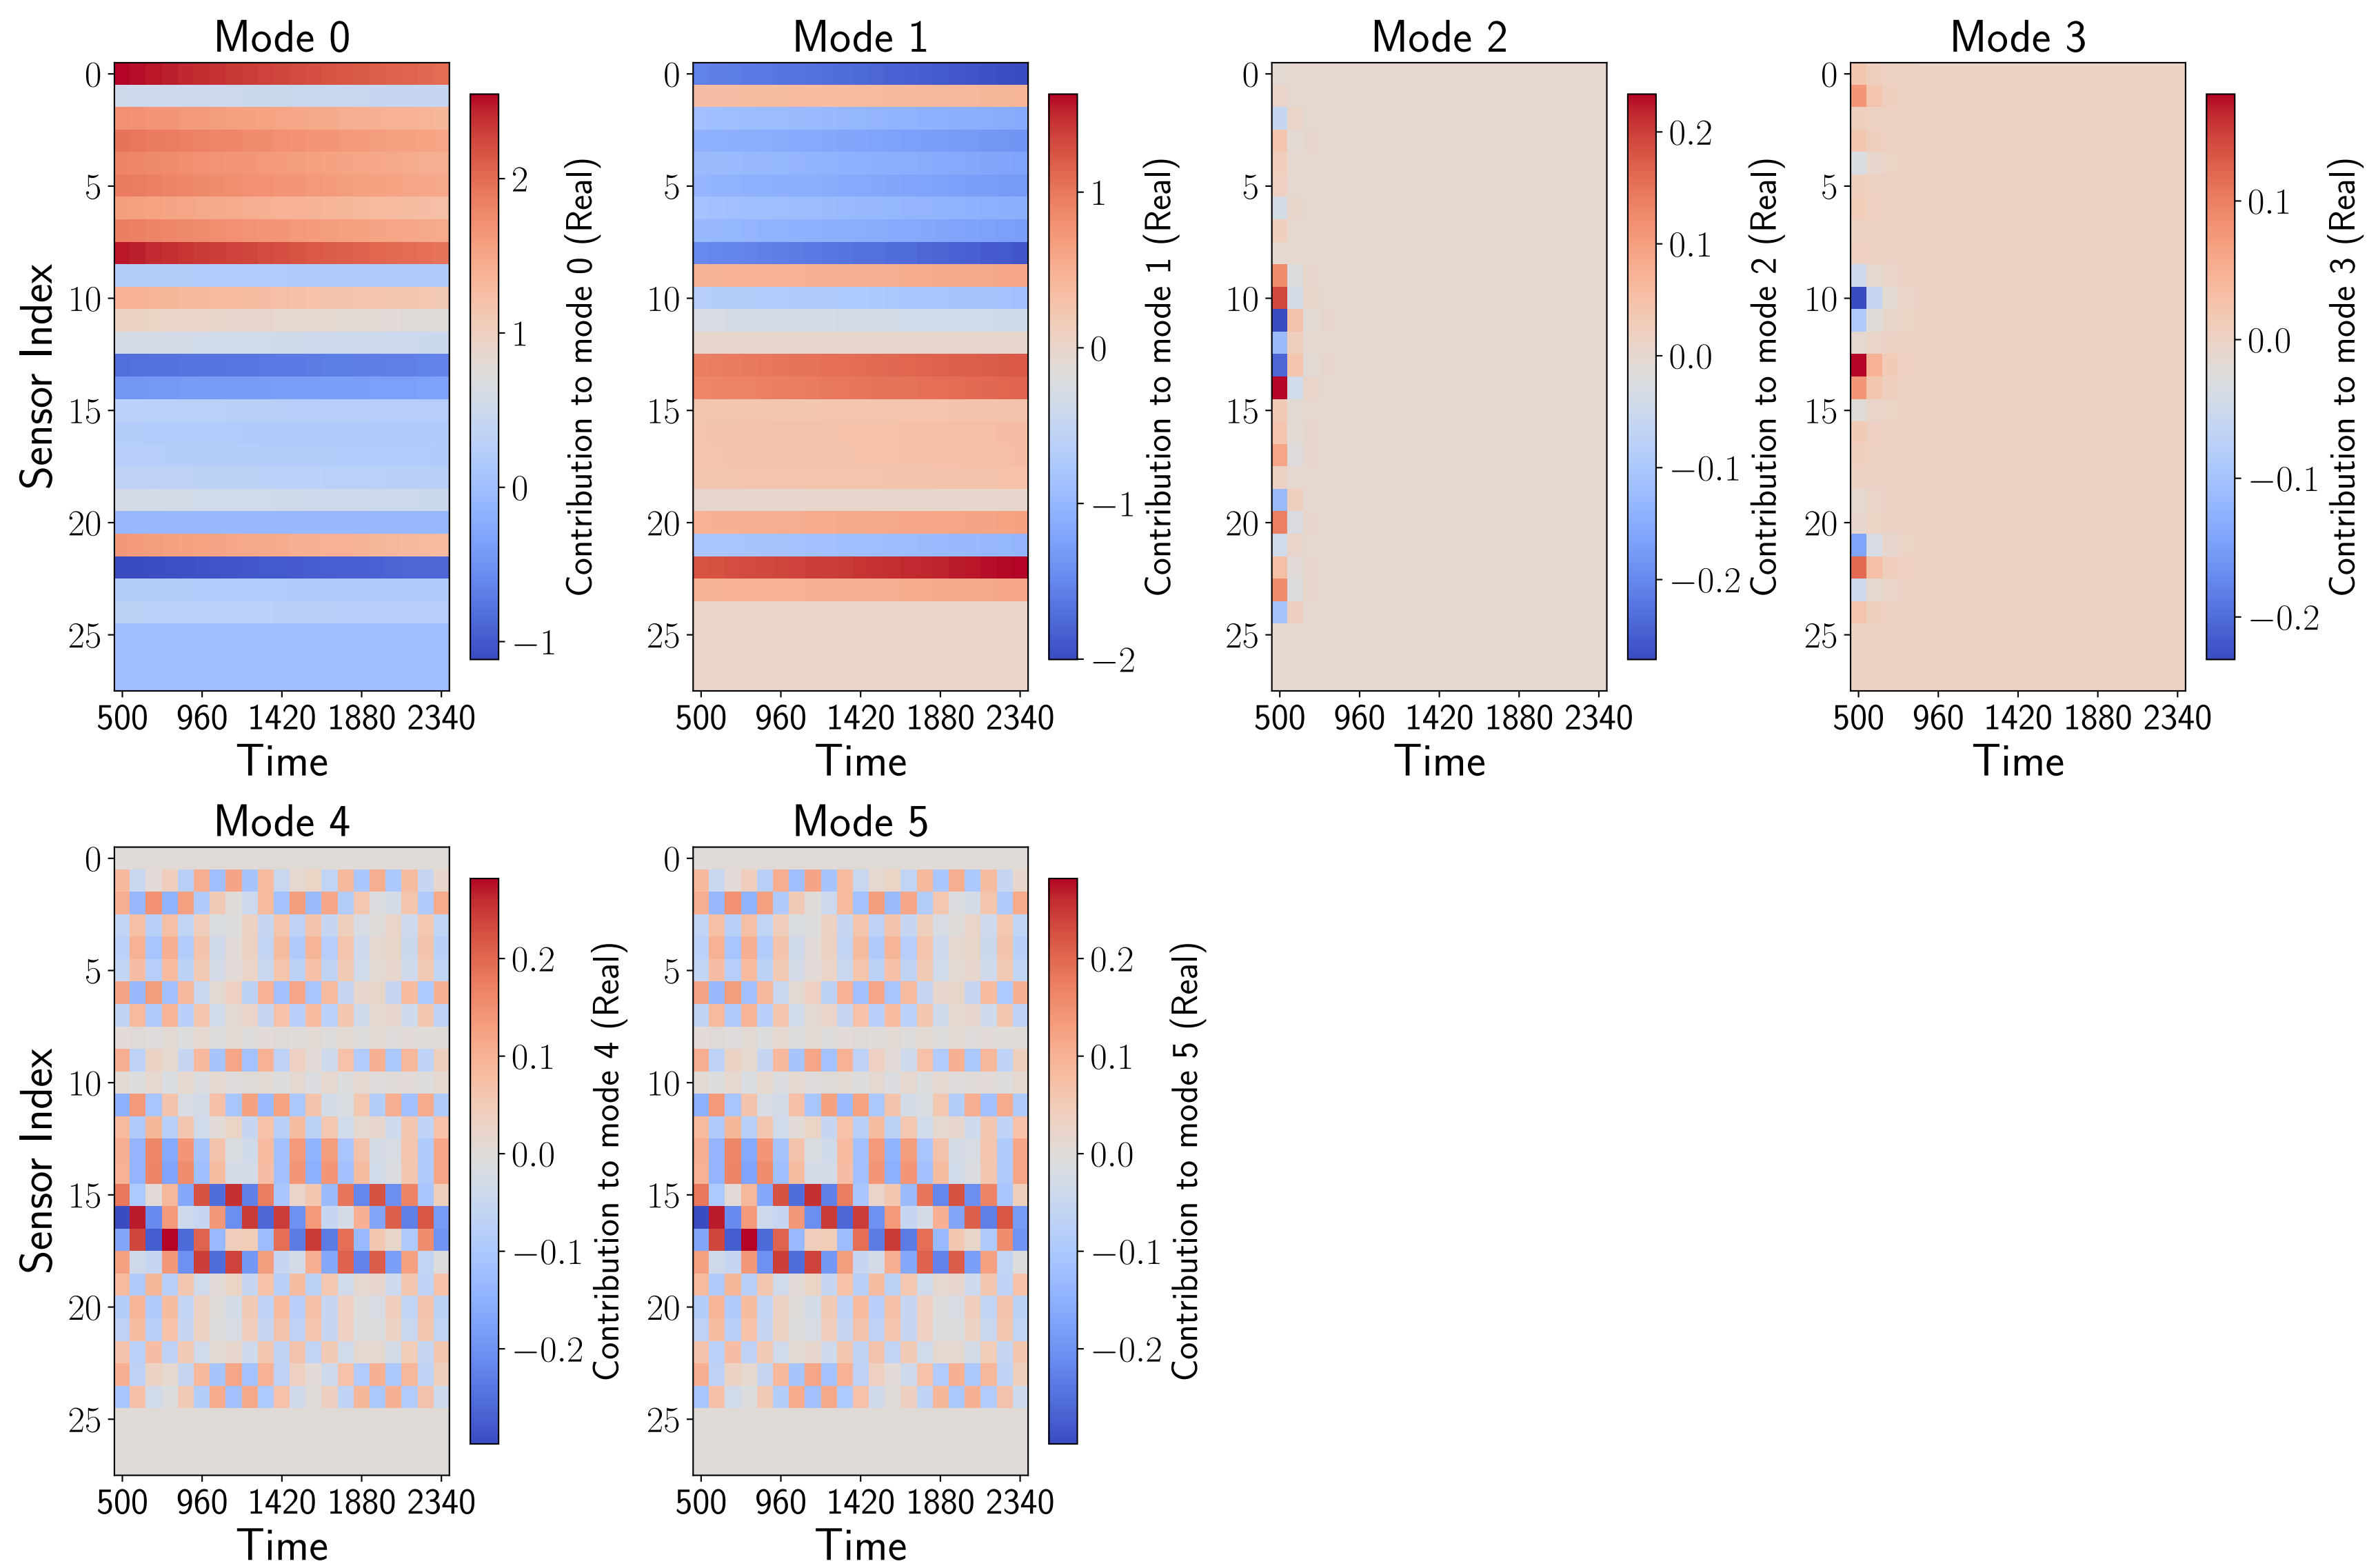 Mode 0
Sensor Index
0
5
10
15
20
25
500 960 1420 1880 2340
Time
2
1
0
−1
Contribution to mode 0 (Real)
Mode 1
0
5
10
15
20
25
500 960 1420 1880 2340
Time
1
0
−1
−2
Contribution to mode 1 (Real)
Mode 2
0
5
10
15
20
25
500 960 1420 1880 2340
Time
0.2
0.1
0.0
−0.1
−0.2
Contribution to mode 2 (Real)
Mode 3
0
5
10
15
20
25
500 960 1420 1880 2340
Time
0.1
0.0
−0.1
−0.2
Contribution to mode 3 (Real)
Mode 4
Sensor Index
0
5
10
15
20
25
500 960 1420 1880 2340
Time
0.2
0.1
0.0
−0.1
−0.2
Contribution to mode 4 (Real)
Mode 5
0
5
10
15
20
25
500 960 1420 1880 2340
Time
0.2
0.1
0.0
−0.1
−0.2
Contribution to mode 5 (Real)